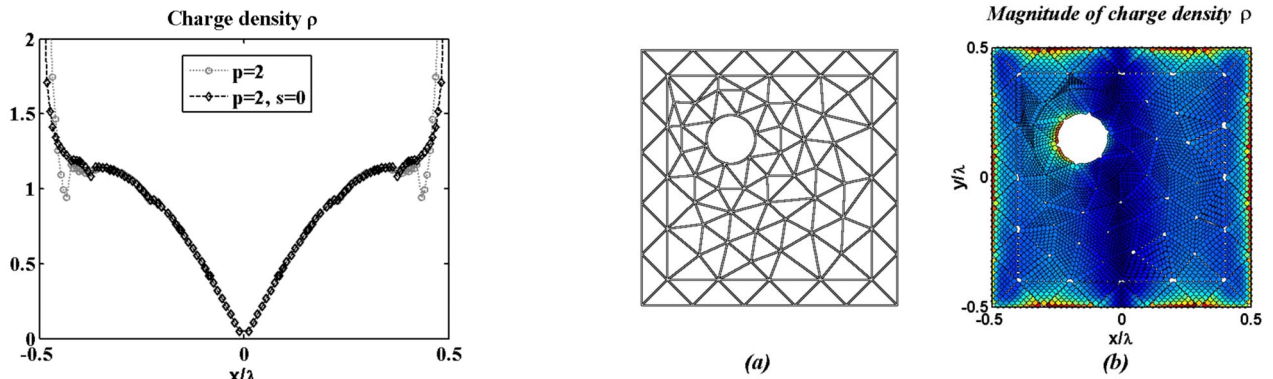 Charge density ρ
2
1.5
1
0.5
0
-0.5
0
0.5
x/λ
p=2
p=2, s=0
(a)
Magnitude of charge density ρ
0.5
0
-0.5
y/λ
-0.5
0
0.5
x/λ
(b)